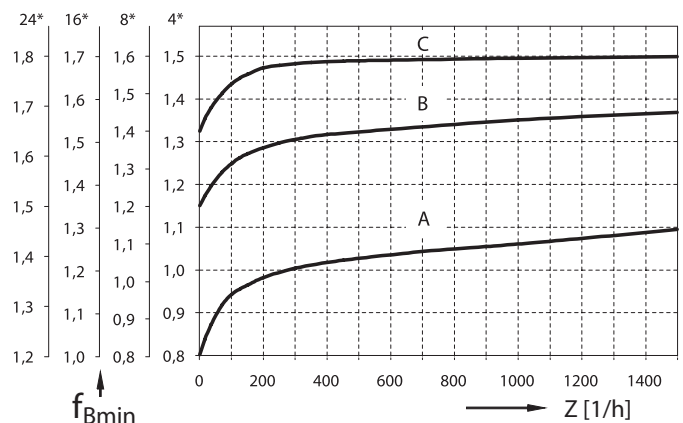 24* 16* 8* 4*
1,8 1,7 1,6 1,5
1,7 1,6 1,5 1,4
1,6 1,5 1,4 1,3
1,5 1,4 1,3 1,2
1,4 1,3 1,2 1,1
1,3 1,2 1,1 1,0
1,2 1,1 1,0 0,9
1,0 0,9 0,8
0,8
C
B
A
0 200 400 600 800 1000 1200 1400
fBmin
Z [1/h]